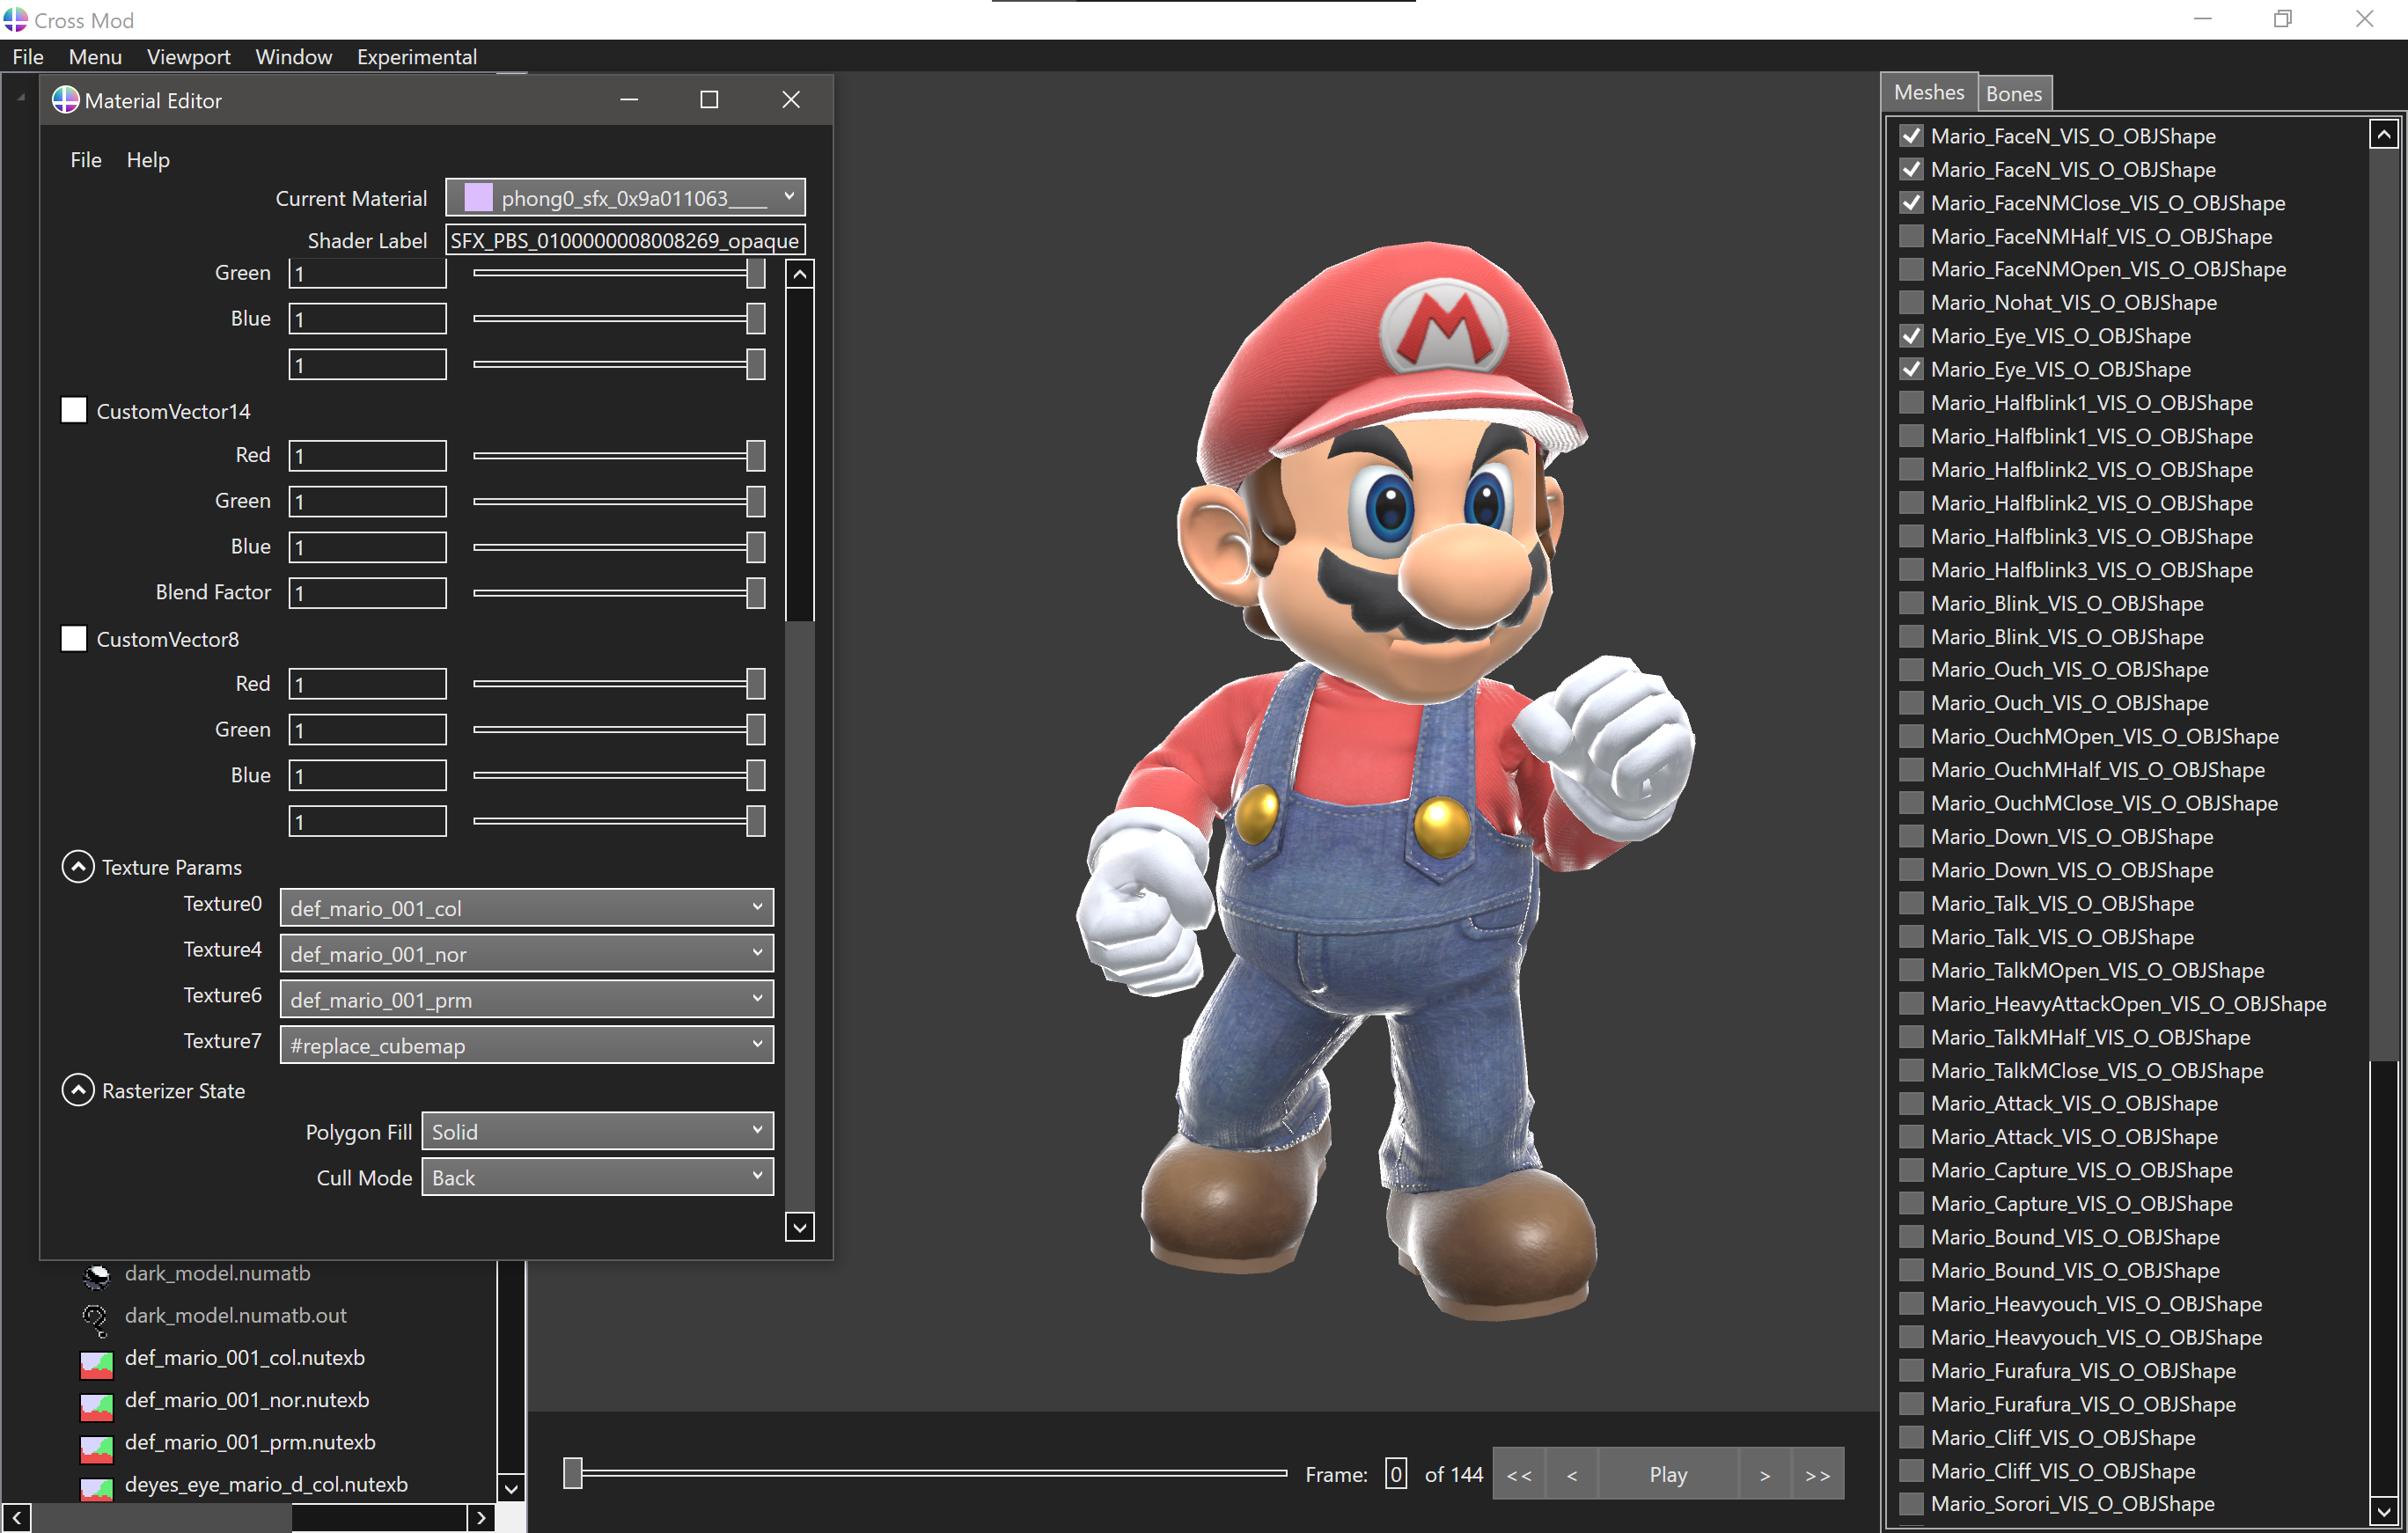 Cross Mod
File Menu Viewport Window Experimental
Material Editor
File Help
Current Material phong0_sfx_0x9a011063____
Shader Label SFX_PBS_0100000008008269_opaque
Green 1
Blue 1
1
CustomVector14
Red 1
Green 1
Blue 1
Blend Factor 1
CustomVector8
Red 1
Green 1
Blue 1
1
Texture Params
Texture0 def_mario_001_col
Texture4 def_mario_001_nor
Texture6 def_mario_001_prm
Texture7 #replace_cubemap
Rasterizer State
Polygon Fill Solid
Cull Mode Back
dark_model.numatb
dark_model.numatb.out
def_mario_001_col.nutexb
def_mario_001_nor.nutexb
def_mario_001_prm.nutexb
deyes_eye_mario_d_col.nutexb
M
Frame: 0 of 144 << < Play > >>
Meshes Bones
Mario_FaceN_VIS_O_OBJShape
Mario_FaceN_VIS_O_OBJShape
Mario_FaceNMClose_VIS_O_OBJShape
Mario_FaceNMHalf_VIS_O_OBJShape
Mario_FaceNMOpen_VIS_O_OBJShape
Mario_Nohat_VIS_O_OBJShape
Mario_Eye_VIS_O_OBJShape
Mario_Eye_VIS_O_OBJShape
Mario_Halfblink1_VIS_O_OBJShape
Mario_Halfblink1_VIS_O_OBJShape
Mario_Halfblink2_VIS_O_OBJShape
Mario_Halfblink2_VIS_O_OBJShape
Mario_Halfblink3_VIS_O_OBJShape
Mario_Halfblink3_VIS_O_OBJShape
Mario_Blink_VIS_O_OBJShape
Mario_Blink_VIS_O_OBJShape
Mario_Ouch_VIS_O_OBJShape
Mario_Ouch_VIS_O_OBJShape
Mario_OuchMOpen_VIS_O_OBJShape
Mario_OuchMHalf_VIS_O_OBJShape
Mario_OuchMClose_VIS_O_OBJShape
Mario_Down_VIS_O_OBJShape
Mario_Down_VIS_O_OBJShape
Mario_Talk_VIS_O_OBJShape
Mario_Talk_VIS_O_OBJShape
Mario_TalkMOpen_VIS_O_OBJShape
Mario_HeavyAttackOpen_VIS_O_OBJShape
Mario_TalkMHalf_VIS_O_OBJShape
Mario_TalkMClose_VIS_O_OBJShape
Mario_Attack_VIS_O_OBJShape
Mario_Attack_VIS_O_OBJShape
Mario_Capture_VIS_O_OBJShape
Mario_Capture_VIS_O_OBJShape
Mario_Bound_VIS_O_OBJShape
Mario_Bound_VIS_O_OBJShape
Mario_Heavyouch_VIS_O_OBJShape
Mario_Heavyouch_VIS_O_OBJShape
Mario_Furafura_VIS_O_OBJShape
Mario_Furafura_VIS_O_OBJShape
Mario_Cliff_VIS_O_OBJShape
Mario_Cliff_VIS_O_OBJShape
Mario_Sorori_VIS_O_OBJShape